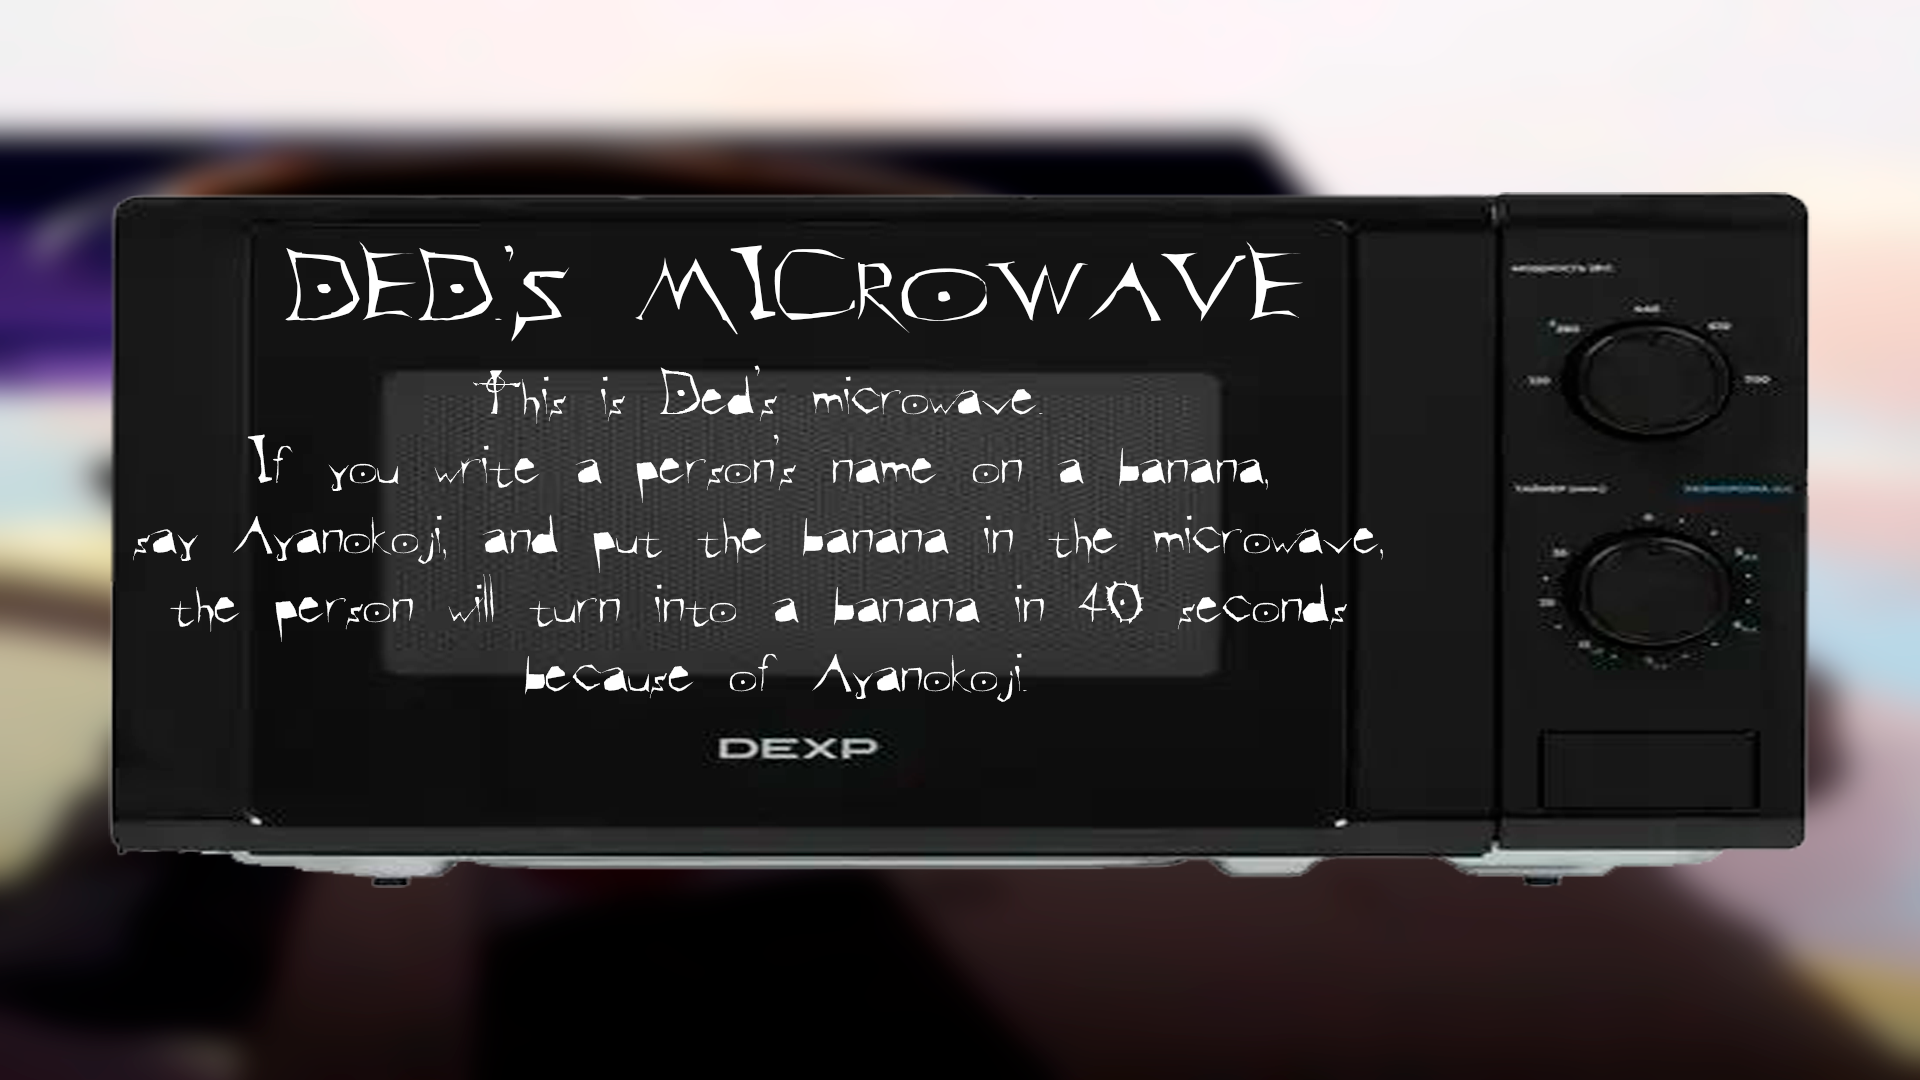 DED.'s MICROWAVE
This is Ded's microwave.
If you write a person's name on a banana,
say Ayanokoji, and put the banana in the microwave,
the person will turn into a banana in 40 seconds
because of Ayanokoji.
DEXP